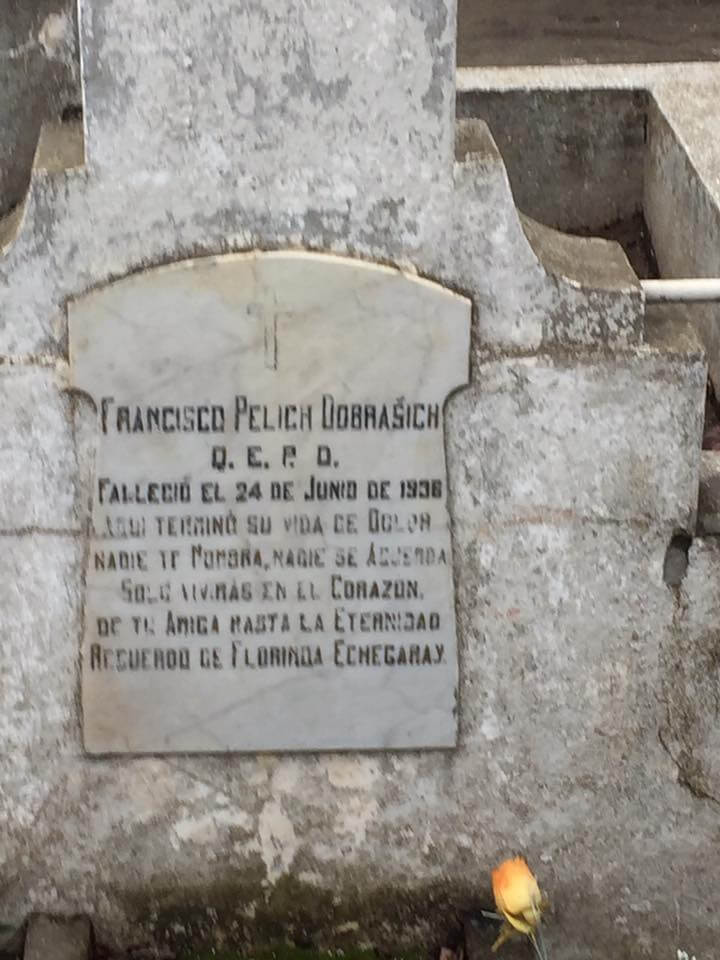 FRANCISCO PELICH DOBRAŠICH
Q. E. P. D.
FALLECIÓ EL 24 DE JUNIO DE 1936
AQUI TERMINÓ SU VIDA DE DOLOR
NADIE TE NOMBRA, NADIE SE ACUERDA
SOLO VIVIRÁS EN EL CORAZON.
DE TU AMIGA HASTA LA ETERNIDAD
RECUERDO DE FLORINDA ECHEGARAY.